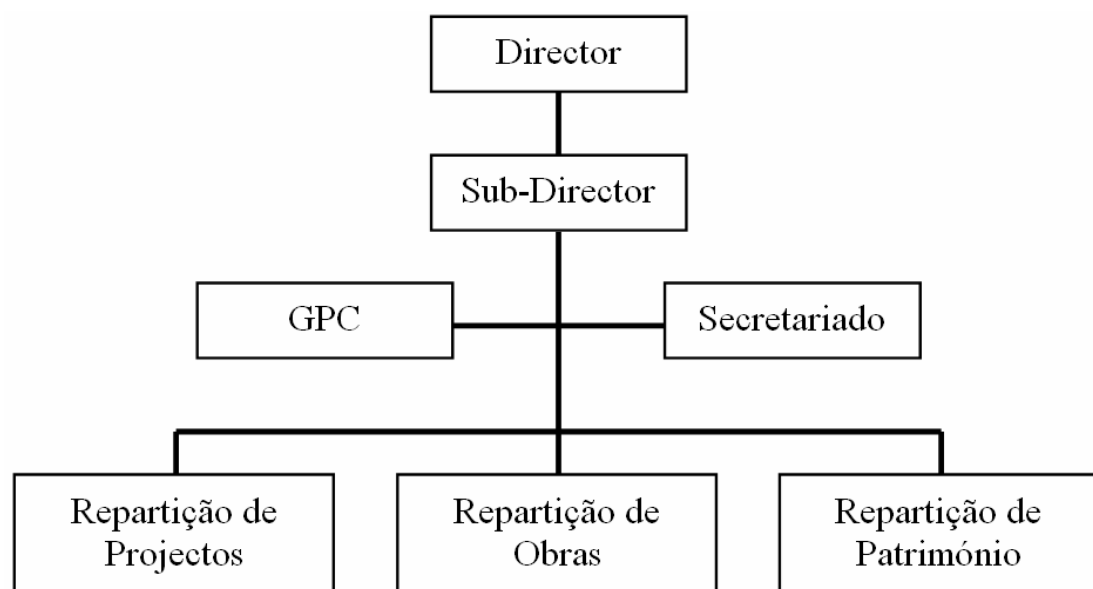 Director
Sub-Director
GPC
Secretariado
Repartição de
Projectos
Repartição de
Obras
Repartição de
Património